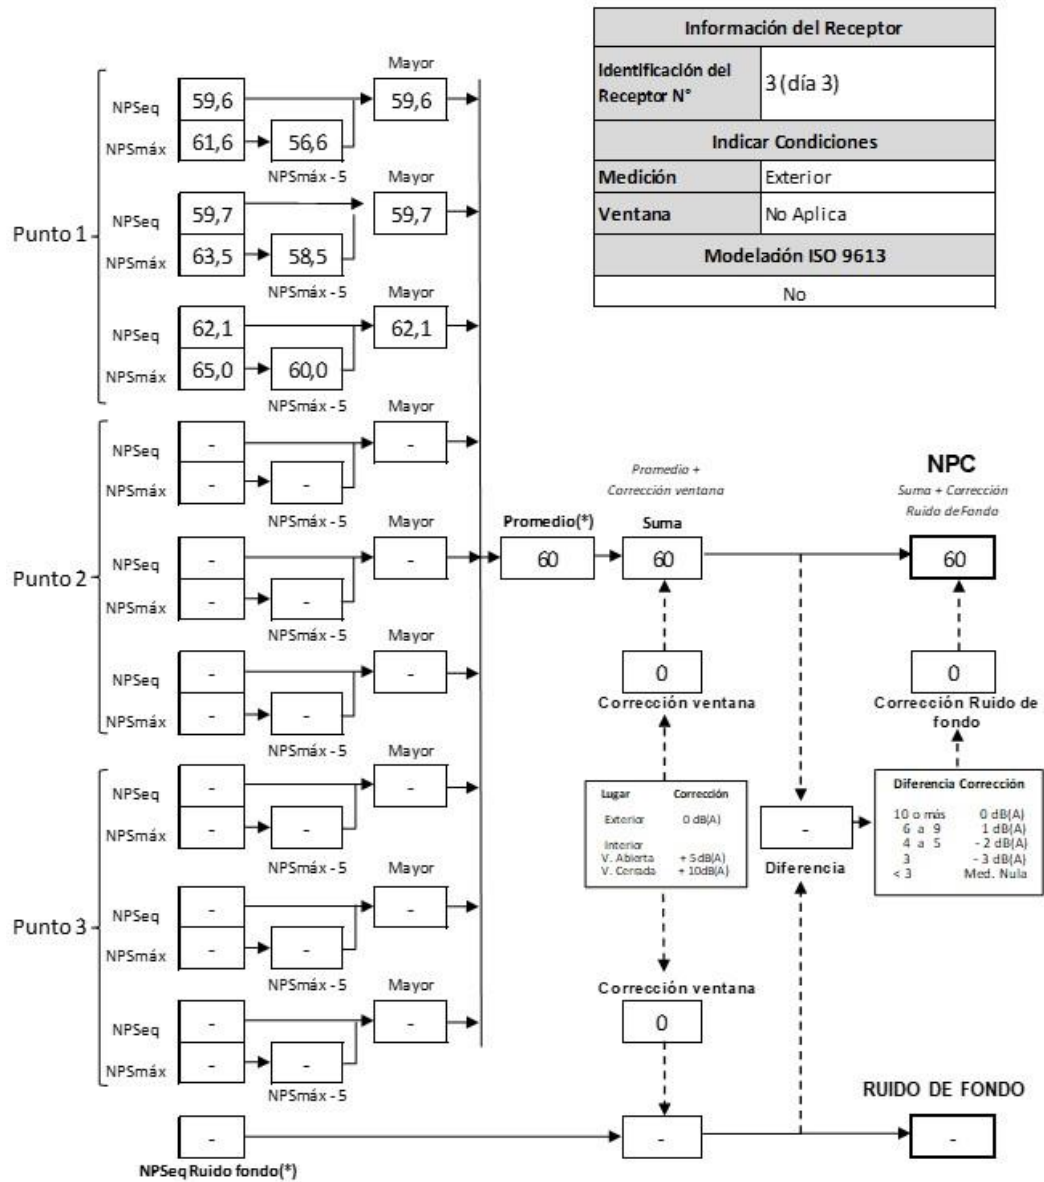 Información del Receptor
Identificación del Receptor N° 3 (día 3)
Indicar Condiciones
Medición Exterior
Ventana No Aplica
Modelación ISO 9613
No
Punto 1
Mayor
NPSeq 59,6 59,6
NPSmáx 61,6 56,6
NPSmáx - 5 Mayor
NPSeq 59,7 59,7
NPSmáx 63,5 58,5
NPSmáx - 5 Mayor
NPSeq 62,1 62,1
NPSmáx 65,0 60,0
NPSmáx - 5 Mayor
Punto 2
NPSeq - -
NPSmáx - -
NPSmáx - 5 Mayor
NPSeq - -
NPSmáx - -
NPSmáx - 5 Mayor
NPSeq - -
NPSmáx - -
NPSmáx - 5 Mayor
Punto 3
NPSeq - -
NPSmáx - -
NPSmáx - 5 Mayor
NPSeq - -
NPSmáx - -
NPSmáx - 5 Mayor
NPSeq - -
NPSmáx - -
NPSmáx - 5
-
NPSeq Ruido fondo(*)
Promedio(*)
60
Promedio +
Corrección ventana
Suma
60
0
Corrección ventana
Lugar Corrección
Exterior 0 dB(A)
Interior
V. Abierta + 5dB(A)
V. Cerrada + 10dB(A)
Corrección ventana
0
-
-
Diferencia
NPC
Suma + Corrección
Ruido de Fondo
60
0
Corrección Ruido de
fondo
Diferencia Corrección
10 o más 0 dB(A)
6 a 9 1 dB(A)
4 a 5 - 2 dB(A)
3 - 3 dB(A)
< 3 Med. Nula
RUIDO DE FONDO
-